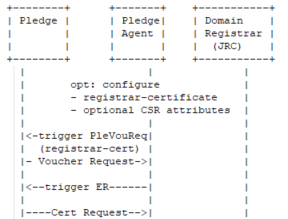 +--------+  +-------+  +-----------+
| Pledge |  | Pledge|  | Domain    |
|        |  | Agent |  | Registrar |
|        |  |       |  |  (JRC)    |
+--------+  +-------+  +-----------+
|                |            |
|      opt: configure         |
|      - registrar-certificate
|      - optional CSR attributes
|                |            |
|<--trigger PleVouReq         |
|  (registrar-cert)           |
|- Voucher Request->|         |
|                |            |
|<--trigger ER------|         |
|                |            |
|----Cert Request-->|         |